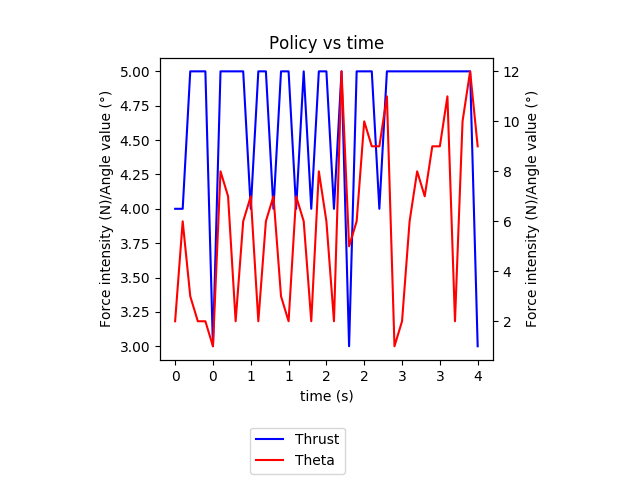 Policy vs time
5.00
4.75
4.50
4.25
4.00
3.75
3.50
3.25
3.00
Force intensity (N)/Angle value (°)
12
10
8
6
4
2
Force intensity (N)/Angle value (°)
0 0 1 1 2 2 3 3 4
time (s)
Thrust
Theta